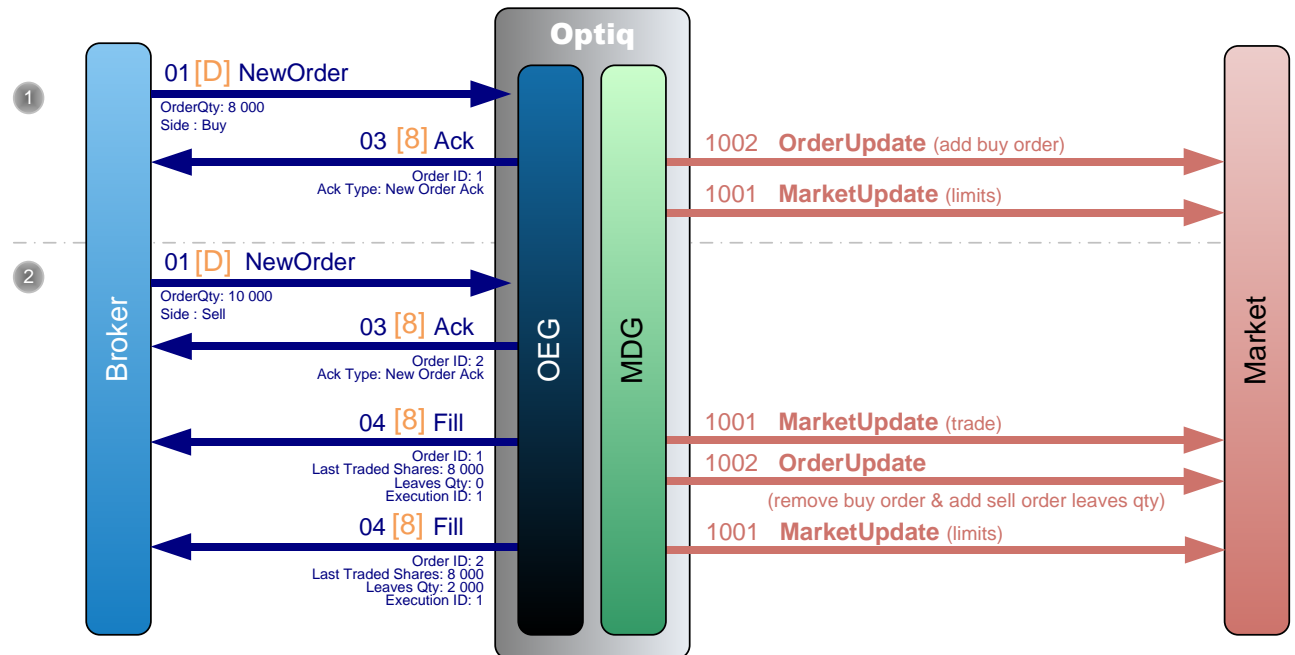 Optiq
1
01 [D] NewOrder
OrderQty: 8 000
Side : Buy
03 [8] Ack
Order ID: 1
Ack Type: New Order Ack
1002 OrderUpdate (add buy order)
1001 MarketUpdate (limits)
2
01 [D] NewOrder
OrderQty: 10 000
Side : Sell
03 [8] Ack
Order ID: 2
Ack Type: New Order Ack
Broker
OEG
MDG
Market
04 [8] Fill
Order ID: 1
Last Traded Shares: 8 000
Leaves Qty: 0
Execution ID: 1
1001 MarketUpdate (trade)
1002 OrderUpdate
(remove buy order & add sell order leaves qty)
04 [8] Fill
Order ID: 2
Last Traded Shares: 8 000
Leaves Qty: 2 000
Execution ID: 1
1001 MarketUpdate (limits)